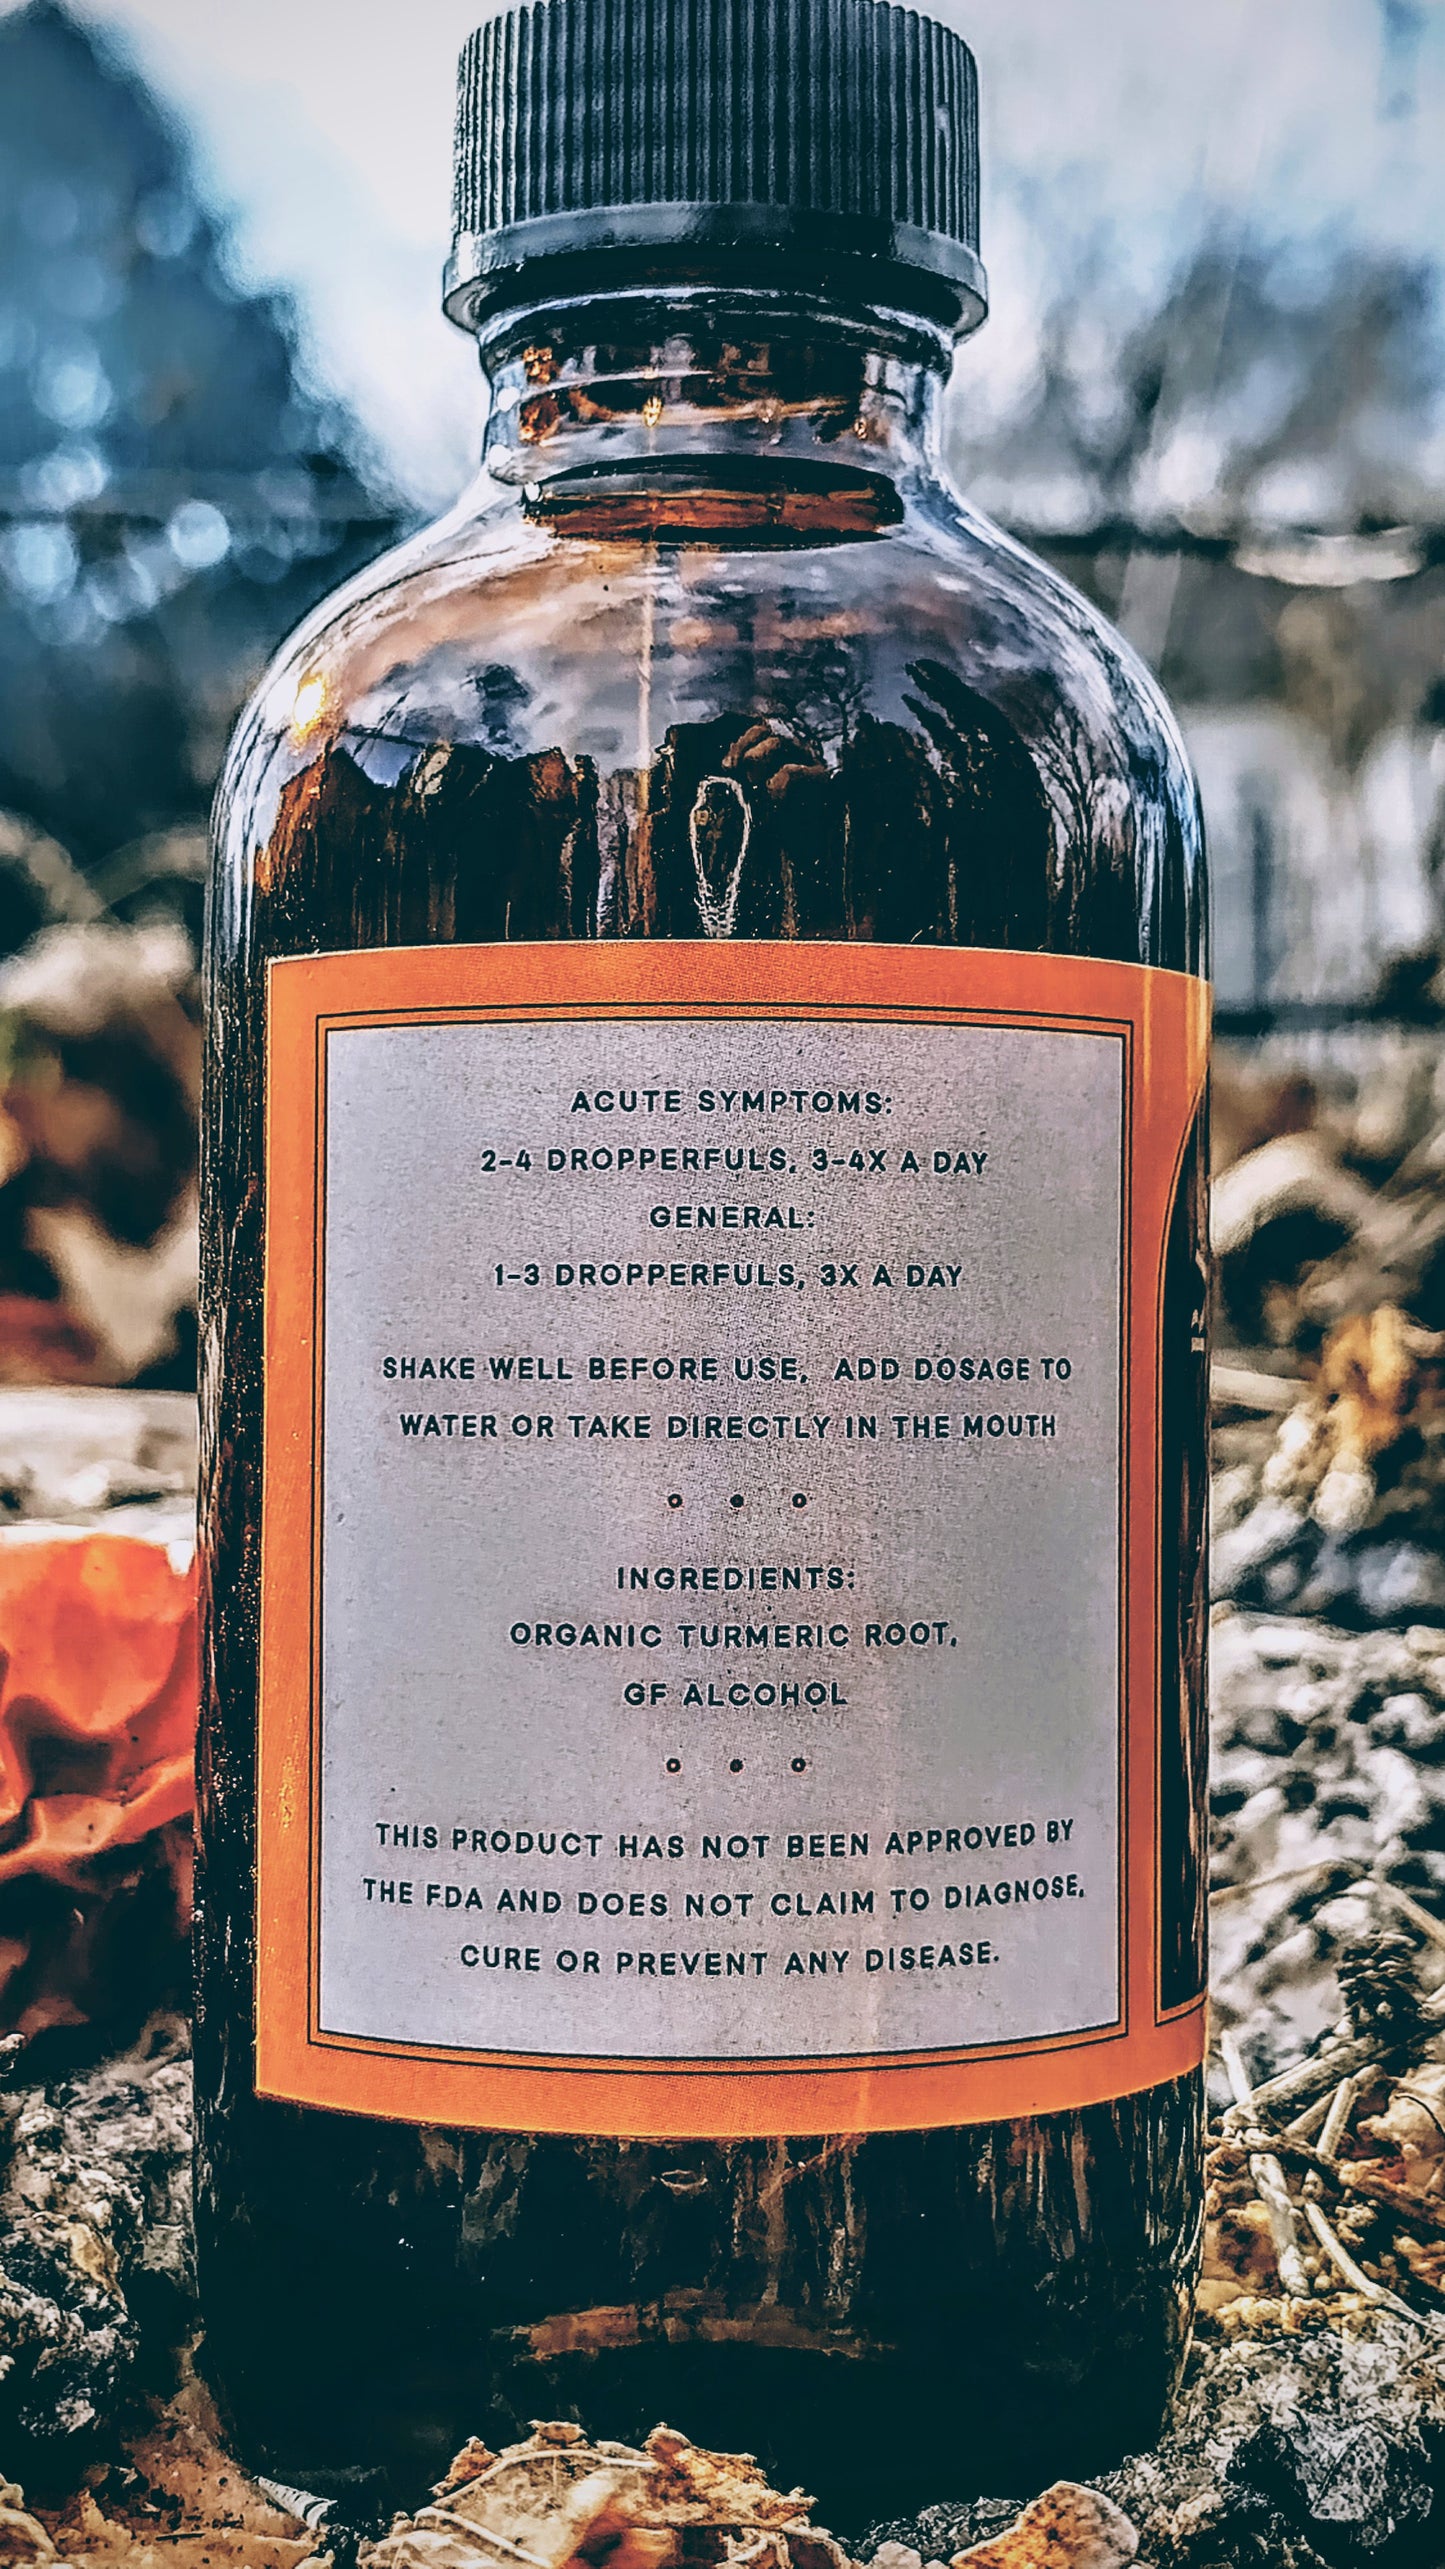 ACUTE SYMPTOMS:
2-4 DROPPERFULS, 3-4X A DAY
GENERAL:
1-3 DROPPERFULS, 3X A DAY
SHAKE WELL BEFORE USE, ADD DOSAGE TO
WATER OR TAKE DIRECTLY IN THE MOUTH
INGREDIENTS:
ORGANIC TURMERIC ROOT,
GF ALCOHOL
THIS PRODUCT HAS NOT BEEN APPROVED BY
THE FDA AND DOES NOT CLAIM TO DIAGNOSE,
CURE OR PREVENT ANY DISEASE.